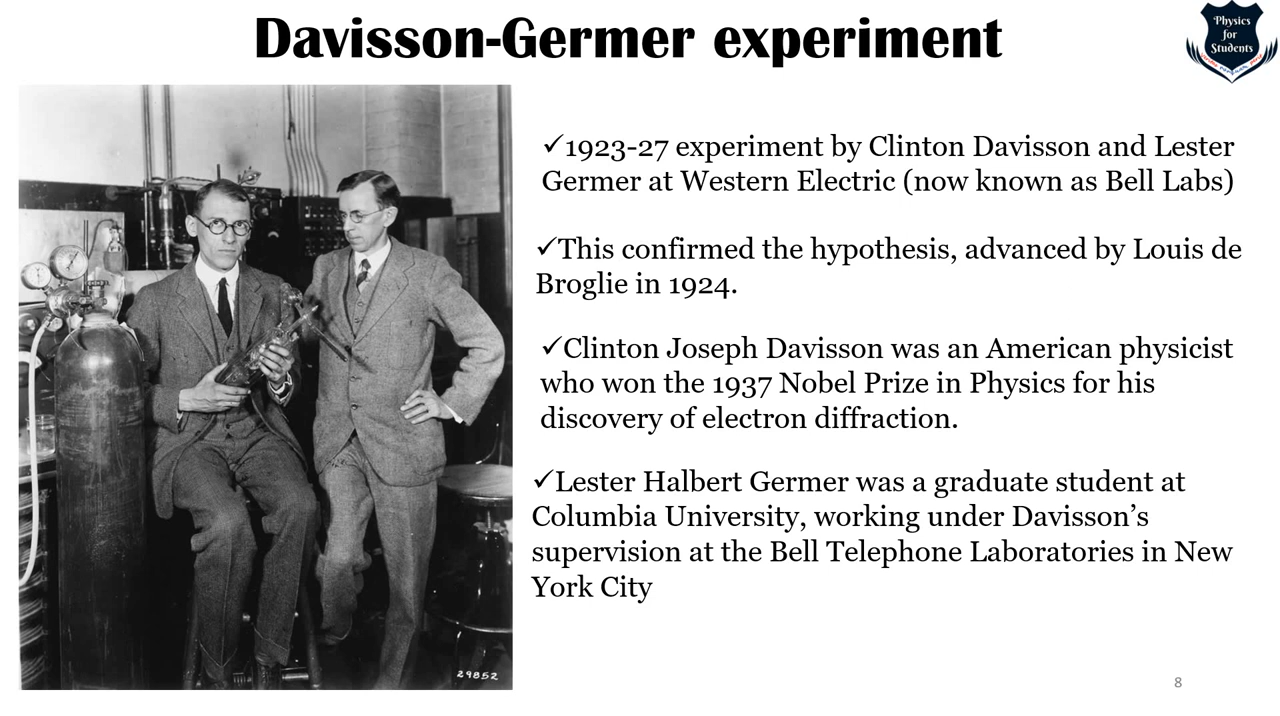 Davisson-Germer experiment
Physics
for
Students
✓1923-27 experiment by Clinton Davisson and Lester
Germer at Western Electric (now known as Bell Labs)
✓This confirmed the hypothesis, advanced by Louis de
Broglie in 1924.
✓Clinton Joseph Davisson was an American physicist
who won the 1937 Nobel Prize in Physics for his
discovery of electron diffraction.
✓Lester Halbert Germer was a graduate student at
Columbia University, working under Davisson’s
supervision at the Bell Telephone Laboratories in New
York City
29852
8